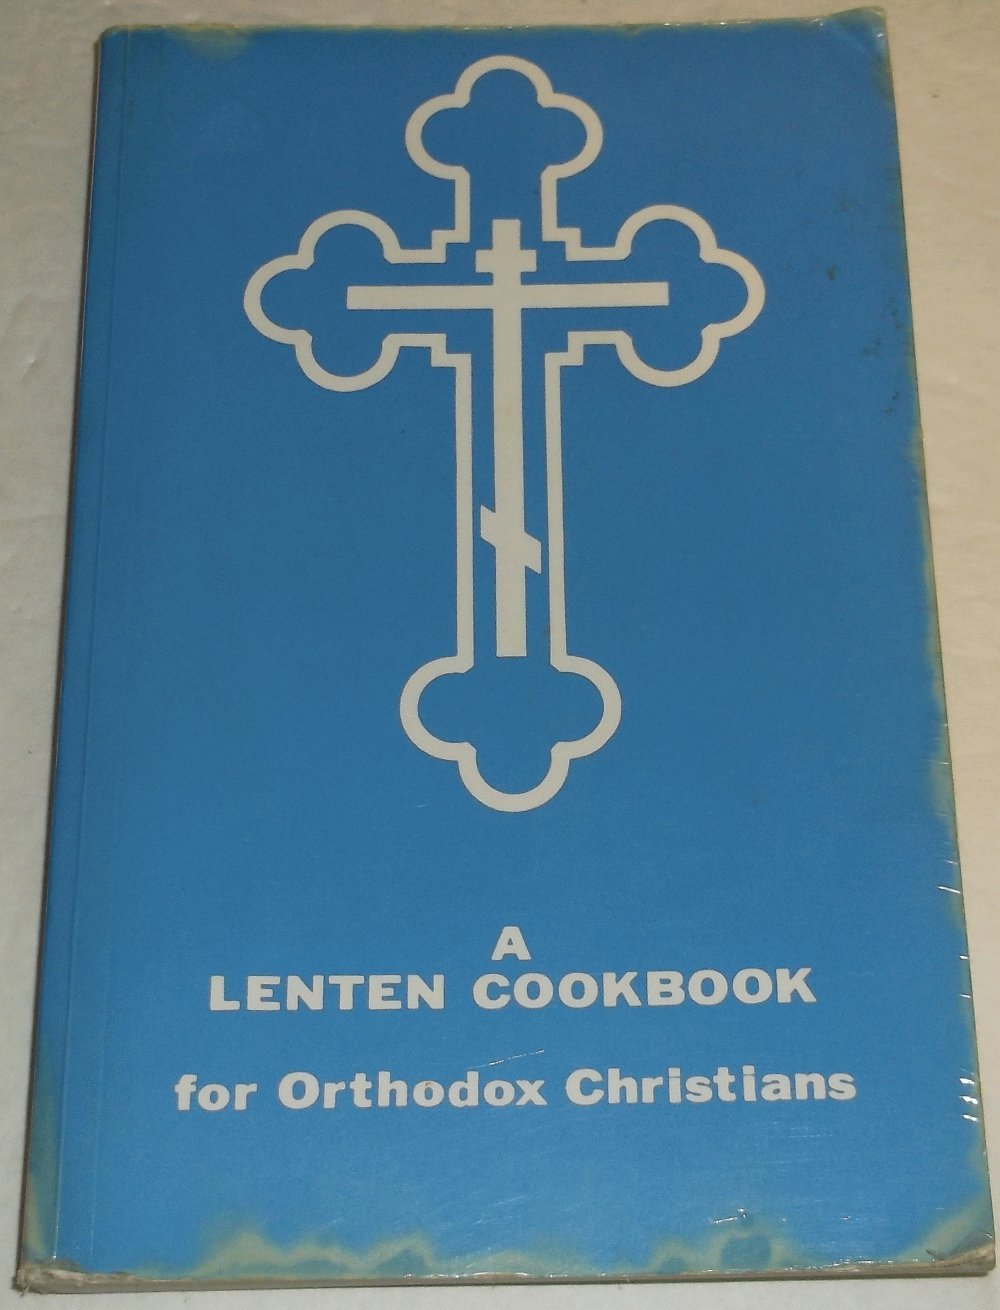 A
LENTEN COOKBOOK
for Orthodox Christians